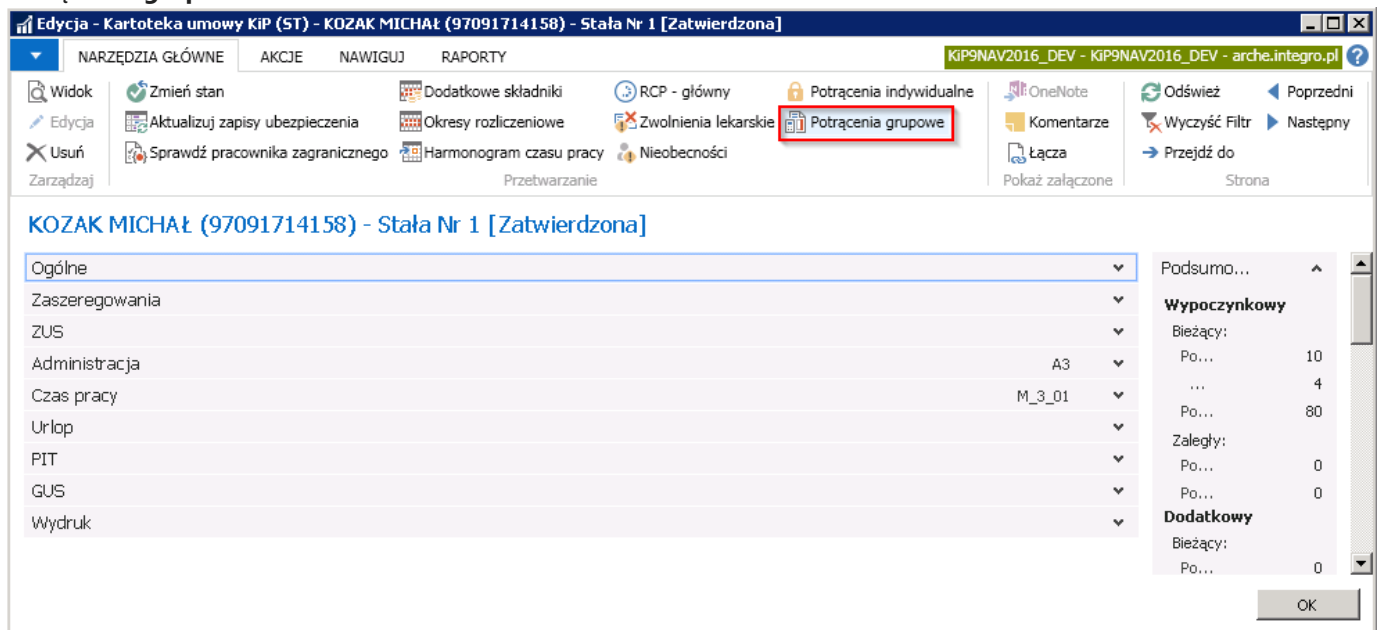 Edycja - Kartoteka umowy KiP (ST) - KOZAK MICHAŁ (97091714158) - Stała Nr 1 [Zatwierdzona]
NARZĘDZIA GŁÓWNE AKCJE NAWIGUJ RAPORTY KiP9NAV2016_DEV - KiP9NAV2016_DEV - arche.integro.pl ?
Widok Zmień stan Dodatkowe składniki RCP - główny Potrącenia indywidualne OneNote Odśwież Poprzedni
Edycja Aktualizuj zapisy ubezpieczenia Okresy rozliczeniowe Zwolnienia lekarskie Potrącenia grupowe Komentarze Wyczyść Filtr Następny
Usuń Sprawdź pracownika zagranicznego Harmonogram czasu pracy Nieobecności Łącza Przejdź do
Zarządzaj Przetwarzanie Pokaż załączone Strona
KOZAK MICHAŁ (97091714158) - Stała Nr 1 [Zatwierdzona]
Ogólne
Zaszeregowania
ZUS
Administracja A3
Czas pracy M_3_01
Urlop
PIT
GUS
Wydruk
Podsumo...
Wypoczynkowy
Bieżący:
Po... 10
... 4
Po... 80
Zaległy:
Po... 0
Po... 0
Dodatkowy
Bieżący:
Po... 0
OK